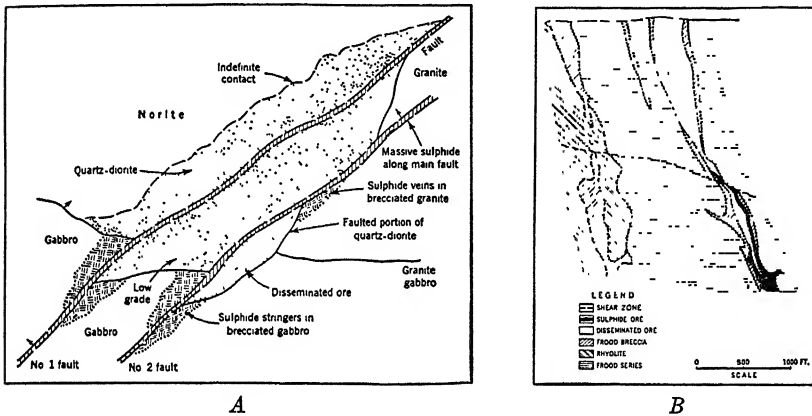 Indefinite
contact
Fault
Granite
Norite
Massive sulphide
along main fault
Quartz-diorite
Sulphide veins in
brecciated granite
Faulted portion of
quartz-diorite
Gabbro
Granite
gabbro
Low
grade
Disseminated ore
Gabbro
Sulphide stringers in
brecciated gabbro
No 1 fault
No 2 fault
A
LEGEND
SHEAR ZONE
SULPHIDE ORE
DISSEMINATED ORE
FROOD BRECCIA
RHYOLITE
FROOD SERIES
0 500 1000 FT.
SCALE
B